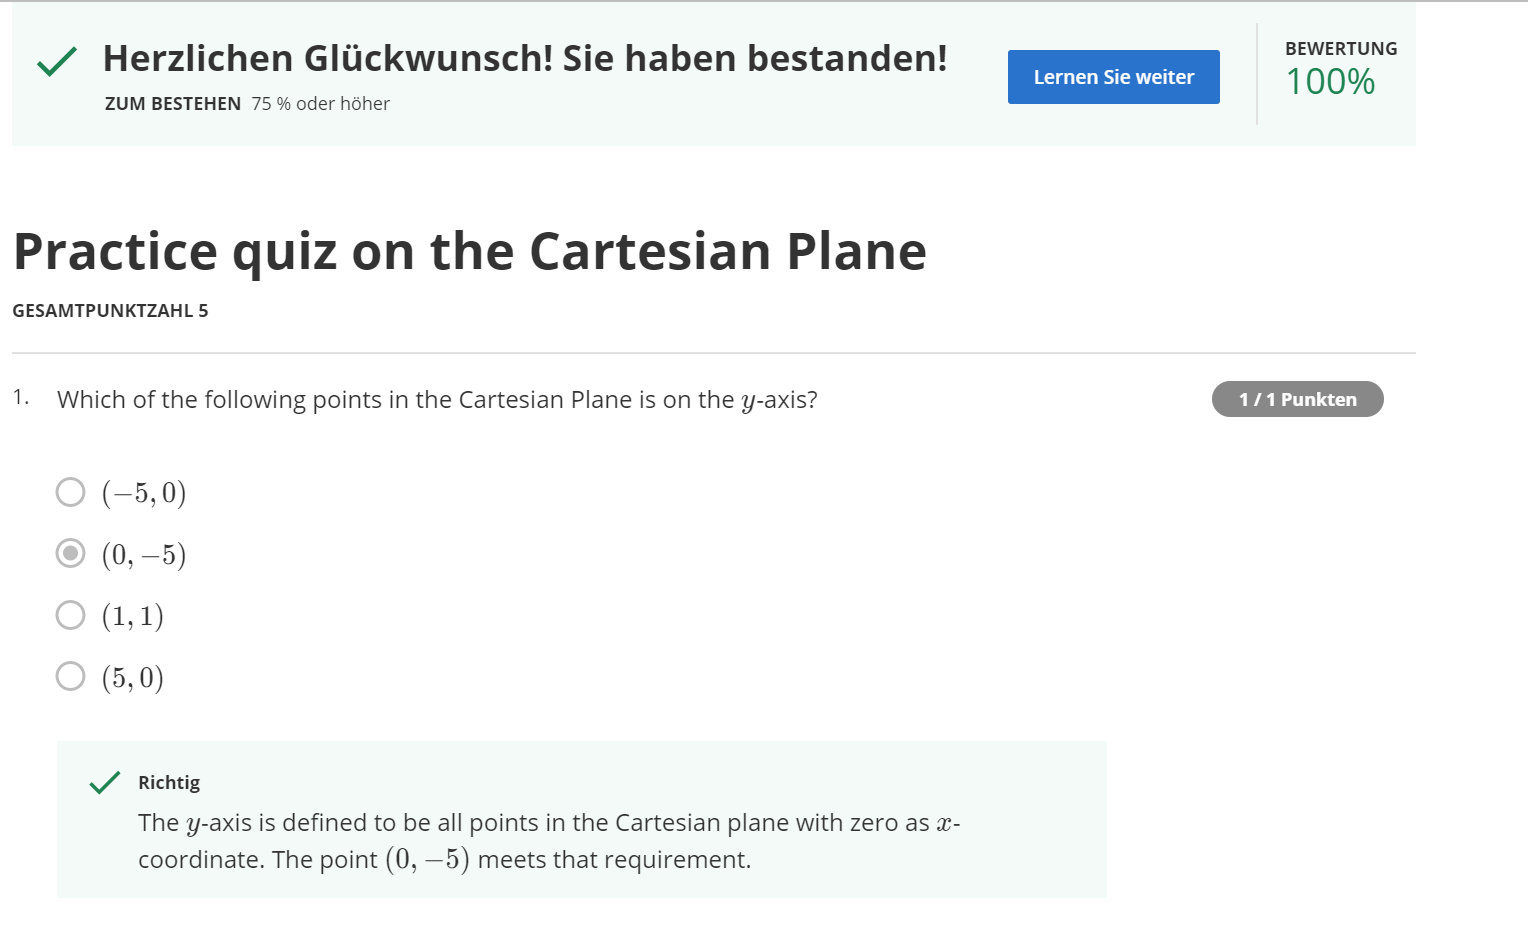 Herzlichen Glückwunsch! Sie haben bestanden!
ZUM BESTEHEN 75 % oder höher
Lernen Sie weiter
BEWERTUNG
100%
Practice quiz on the Cartesian Plane
GESAMTPUNKTZAHL 5
1. Which of the following points in the Cartesian Plane is on the y-axis?
1 / 1 Punkten
(−5, 0)
(0, −5)
(1, 1)
(5, 0)
Richtig
The y-axis is defined to be all points in the Cartesian plane with zero as x-
coordinate. The point (0, −5) meets that requirement.